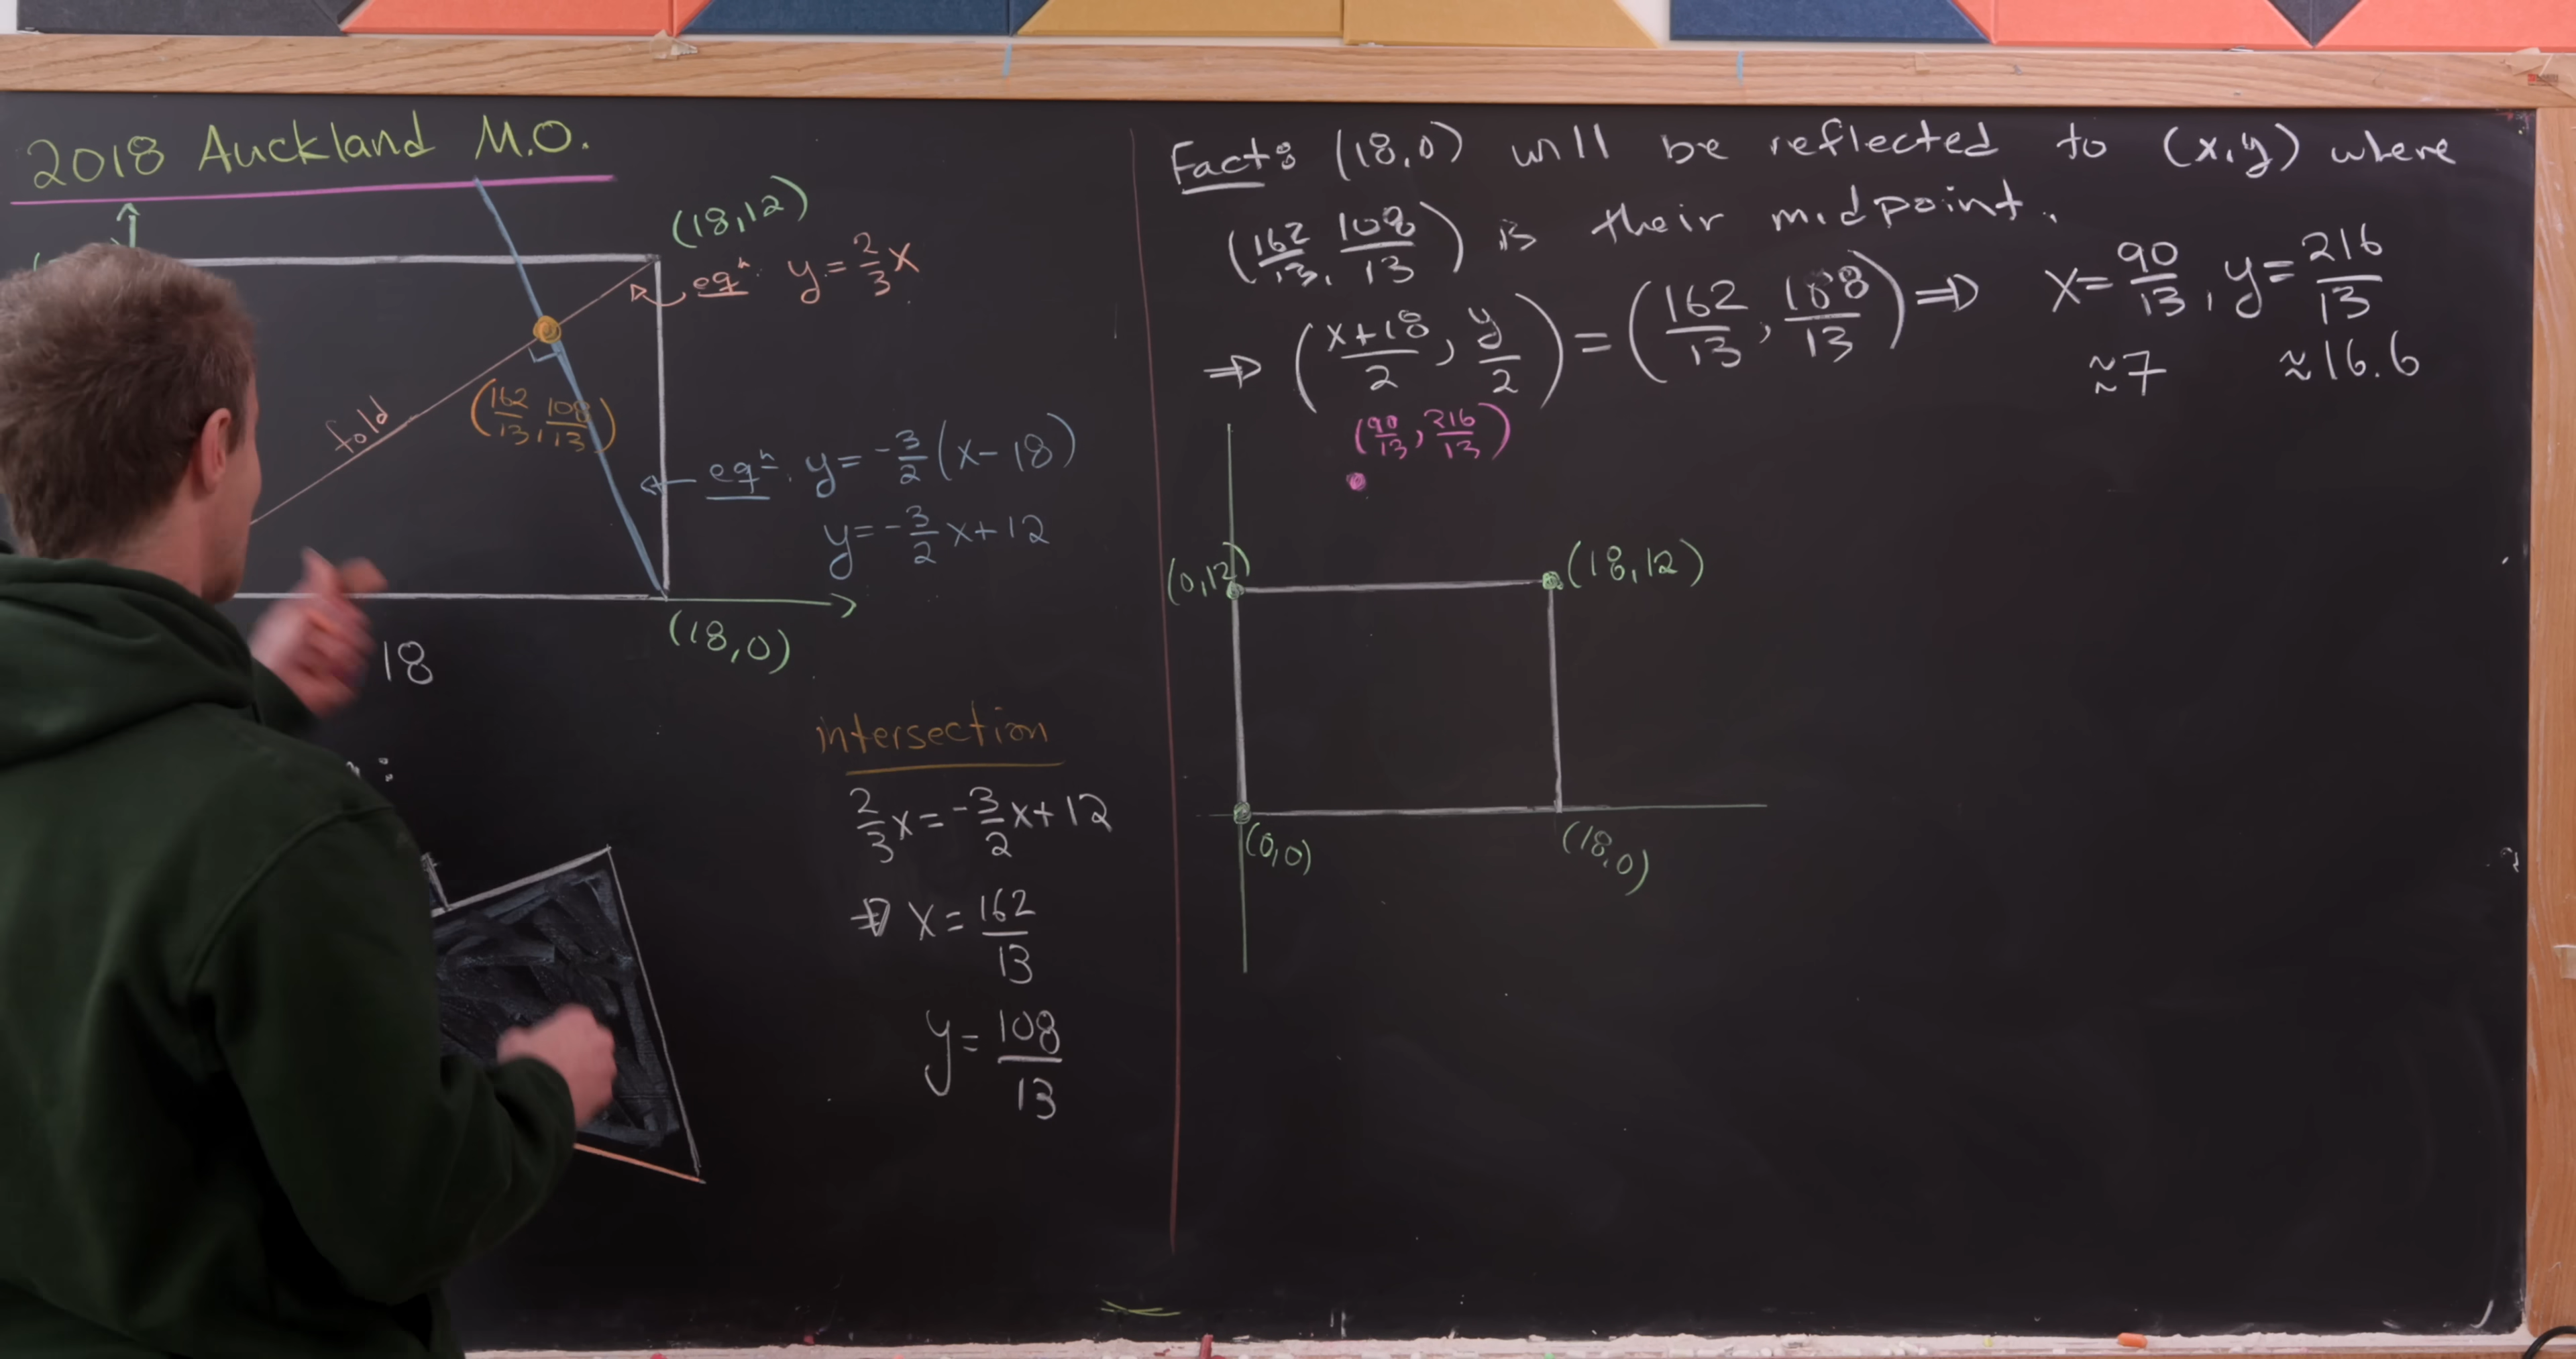 2018 Auckland M.O.
(18,12)
eqⁿ: y = 2/3 x
fold
(162/13, 108/13)
eqⁿ: y = -3/2 (x - 18)
y = -3/2 x + 12
(18,0)
18
intersection
2/3 x = -3/2 x + 12
⇒ x = 162/13
y = 108/13
Fact: (18,0) will be reflected to (x,y) where
(162/13, 108/13) is their midpoint.
⇒ ((x+18)/2, y/2) = (162/13, 108/13) ⇒ x = 90/13, y = 216/13
≈7 ≈16.6
(90/13, 216/13)
(0,12)
(18,12)
(0,0)
(18,0)